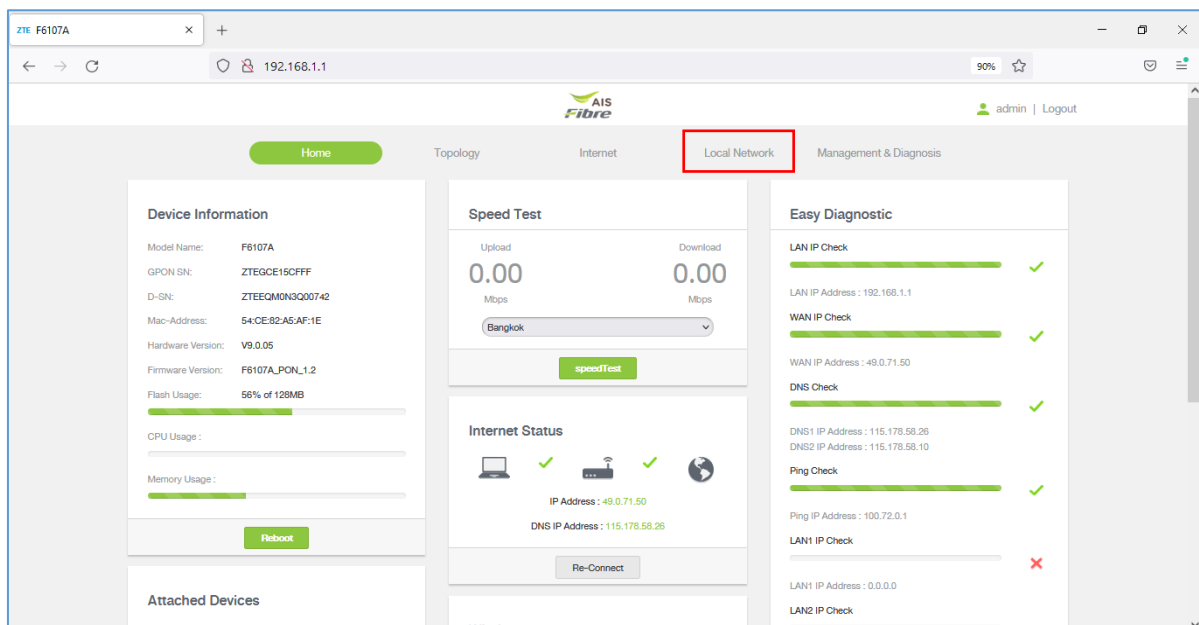 ZTE F6107A
192.168.1.1
90%
AIS
Fibre
admin | Logout
Home
Topology
Internet
Local Network
Management & Diagnosis
Device Information
Model Name: F6107A
GPON SN: ZTEGCE15CFFF
D-SN: ZTEEQM0N3Q00742
Mac-Address: 54:CE:82:A5:AF:1E
Hardware Version: V9.0.05
Firmware Version: F6107A_PON_1.2
Flash Usage: 56% of 128MB
CPU Usage :
Memory Usage :
Reboot
Attached Devices
Speed Test
Upload Download
0.00 0.00
Mbps Mbps
Bangkok
speedTest
Internet Status
IP Address : 49.0.71.50
DNS IP Address : 115.178.58.26
Re-Connect
Easy Diagnostic
LAN IP Check
LAN IP Address : 192.168.1.1
WAN IP Check
WAN IP Address : 49.0.71.50
DNS Check
DNS1 IP Address : 115.178.58.26
DNS2 IP Address : 115.178.58.10
Ping Check
Ping IP Address : 100.72.0.1
LAN1 IP Check
LAN1 IP Address : 0.0.0.0
LAN2 IP Check